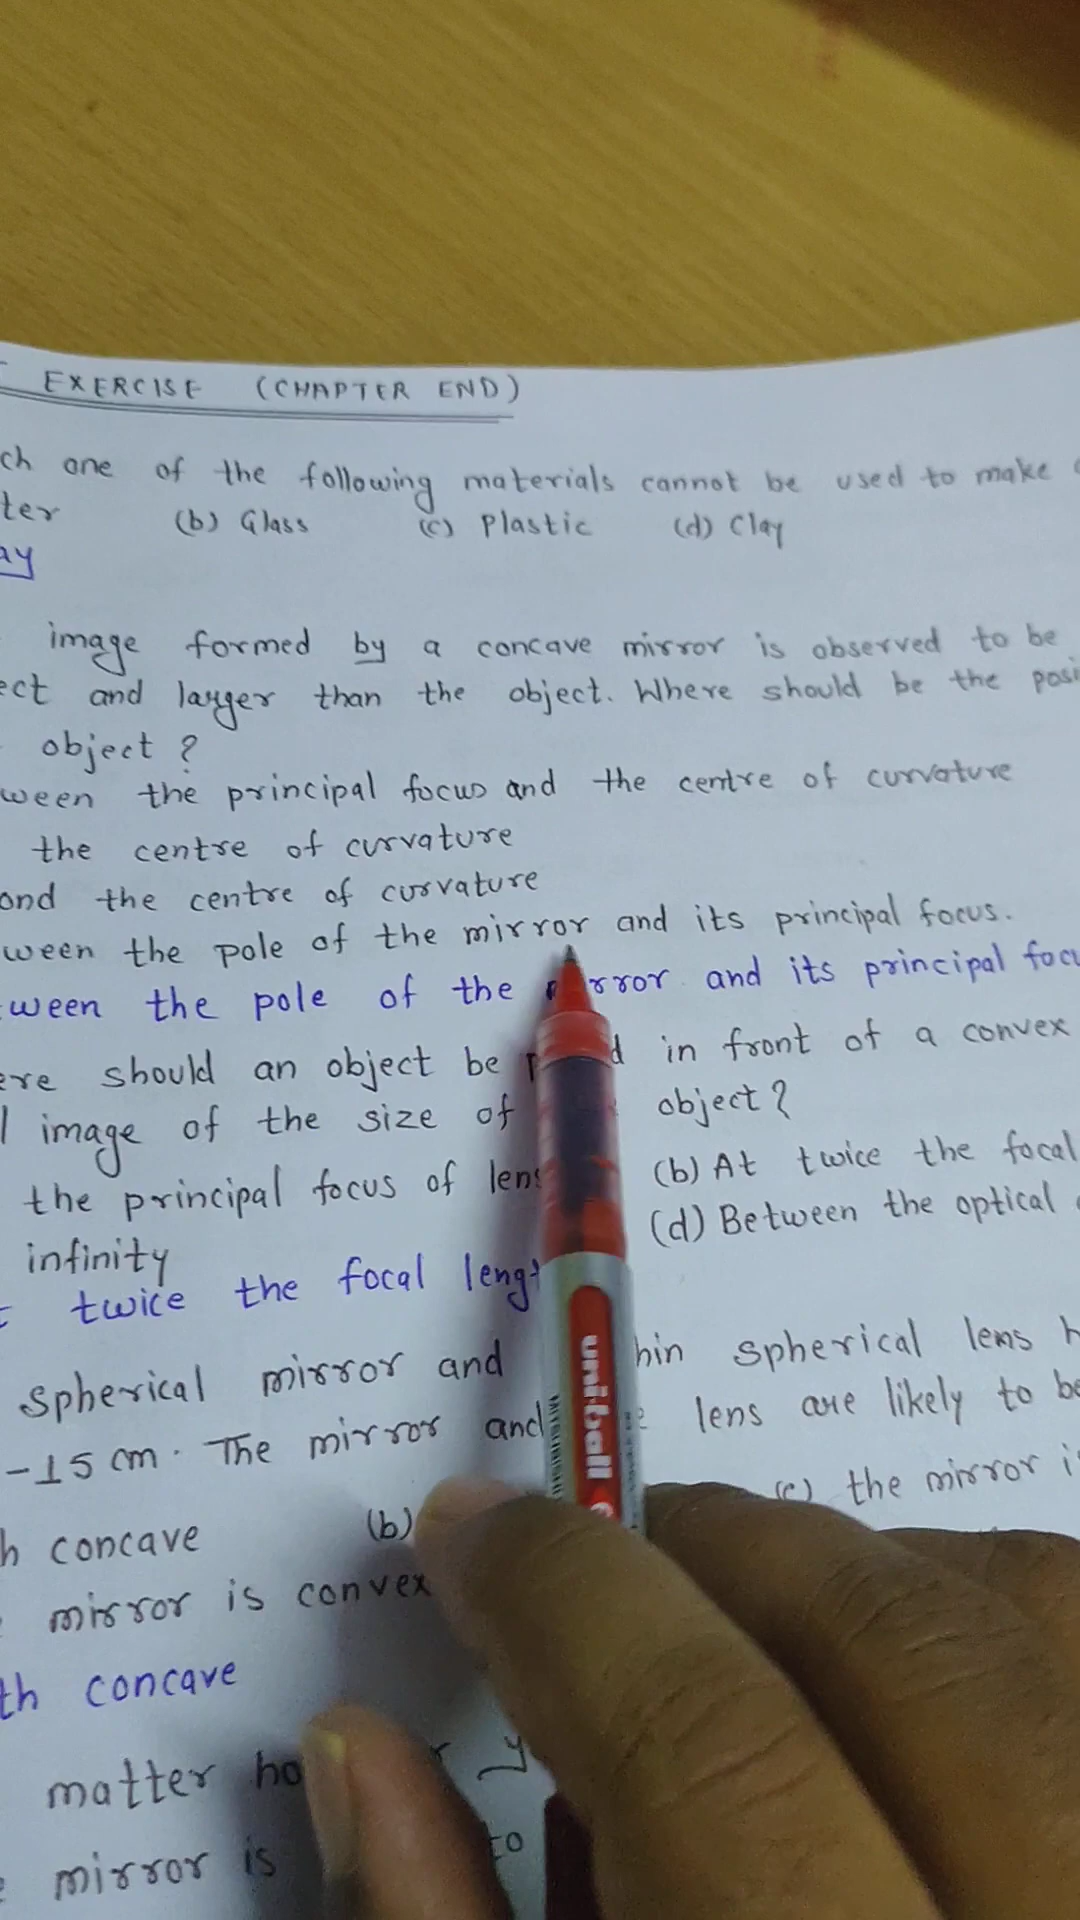 EXERCISE (CHAPTER END)
ch one of the following materials cannot be used to make
ter (b) Glass (c) Plastic (d) Clay
ay
image formed by a concave mirror is observed to be
ect and larger than the object. Where should be the posi
object ?
ween the principal focus and the centre of curvature
the centre of curvature
ond the centre of curvature
ween the pole of the mirror and its principal focus.
ween the pole of the rror and its principal focu
ere should an object be d in front of a convex
l image of the size of object ?
the principal focus of lens (b) At twice the focal
infinity (d) Between the optical
twice the focal lengt
spherical mirror and hin spherical lens h
-15 cm. The mirror and lens are likely to be
h concave (b) (c) the mirror i
mirror is convex
th concave
matter ho y
mirror is to
uniball